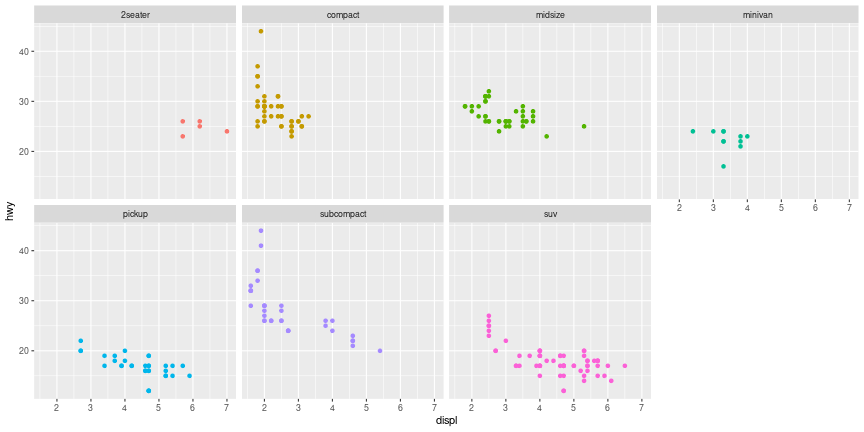 2seater compact midsize minivan
40
30
20
2 3 4 5 6 7
hwy
pickup subcompact suv
40
30
20
2 3 4 5 6 7 2 3 4 5 6 7 2 3 4 5 6 7
displ